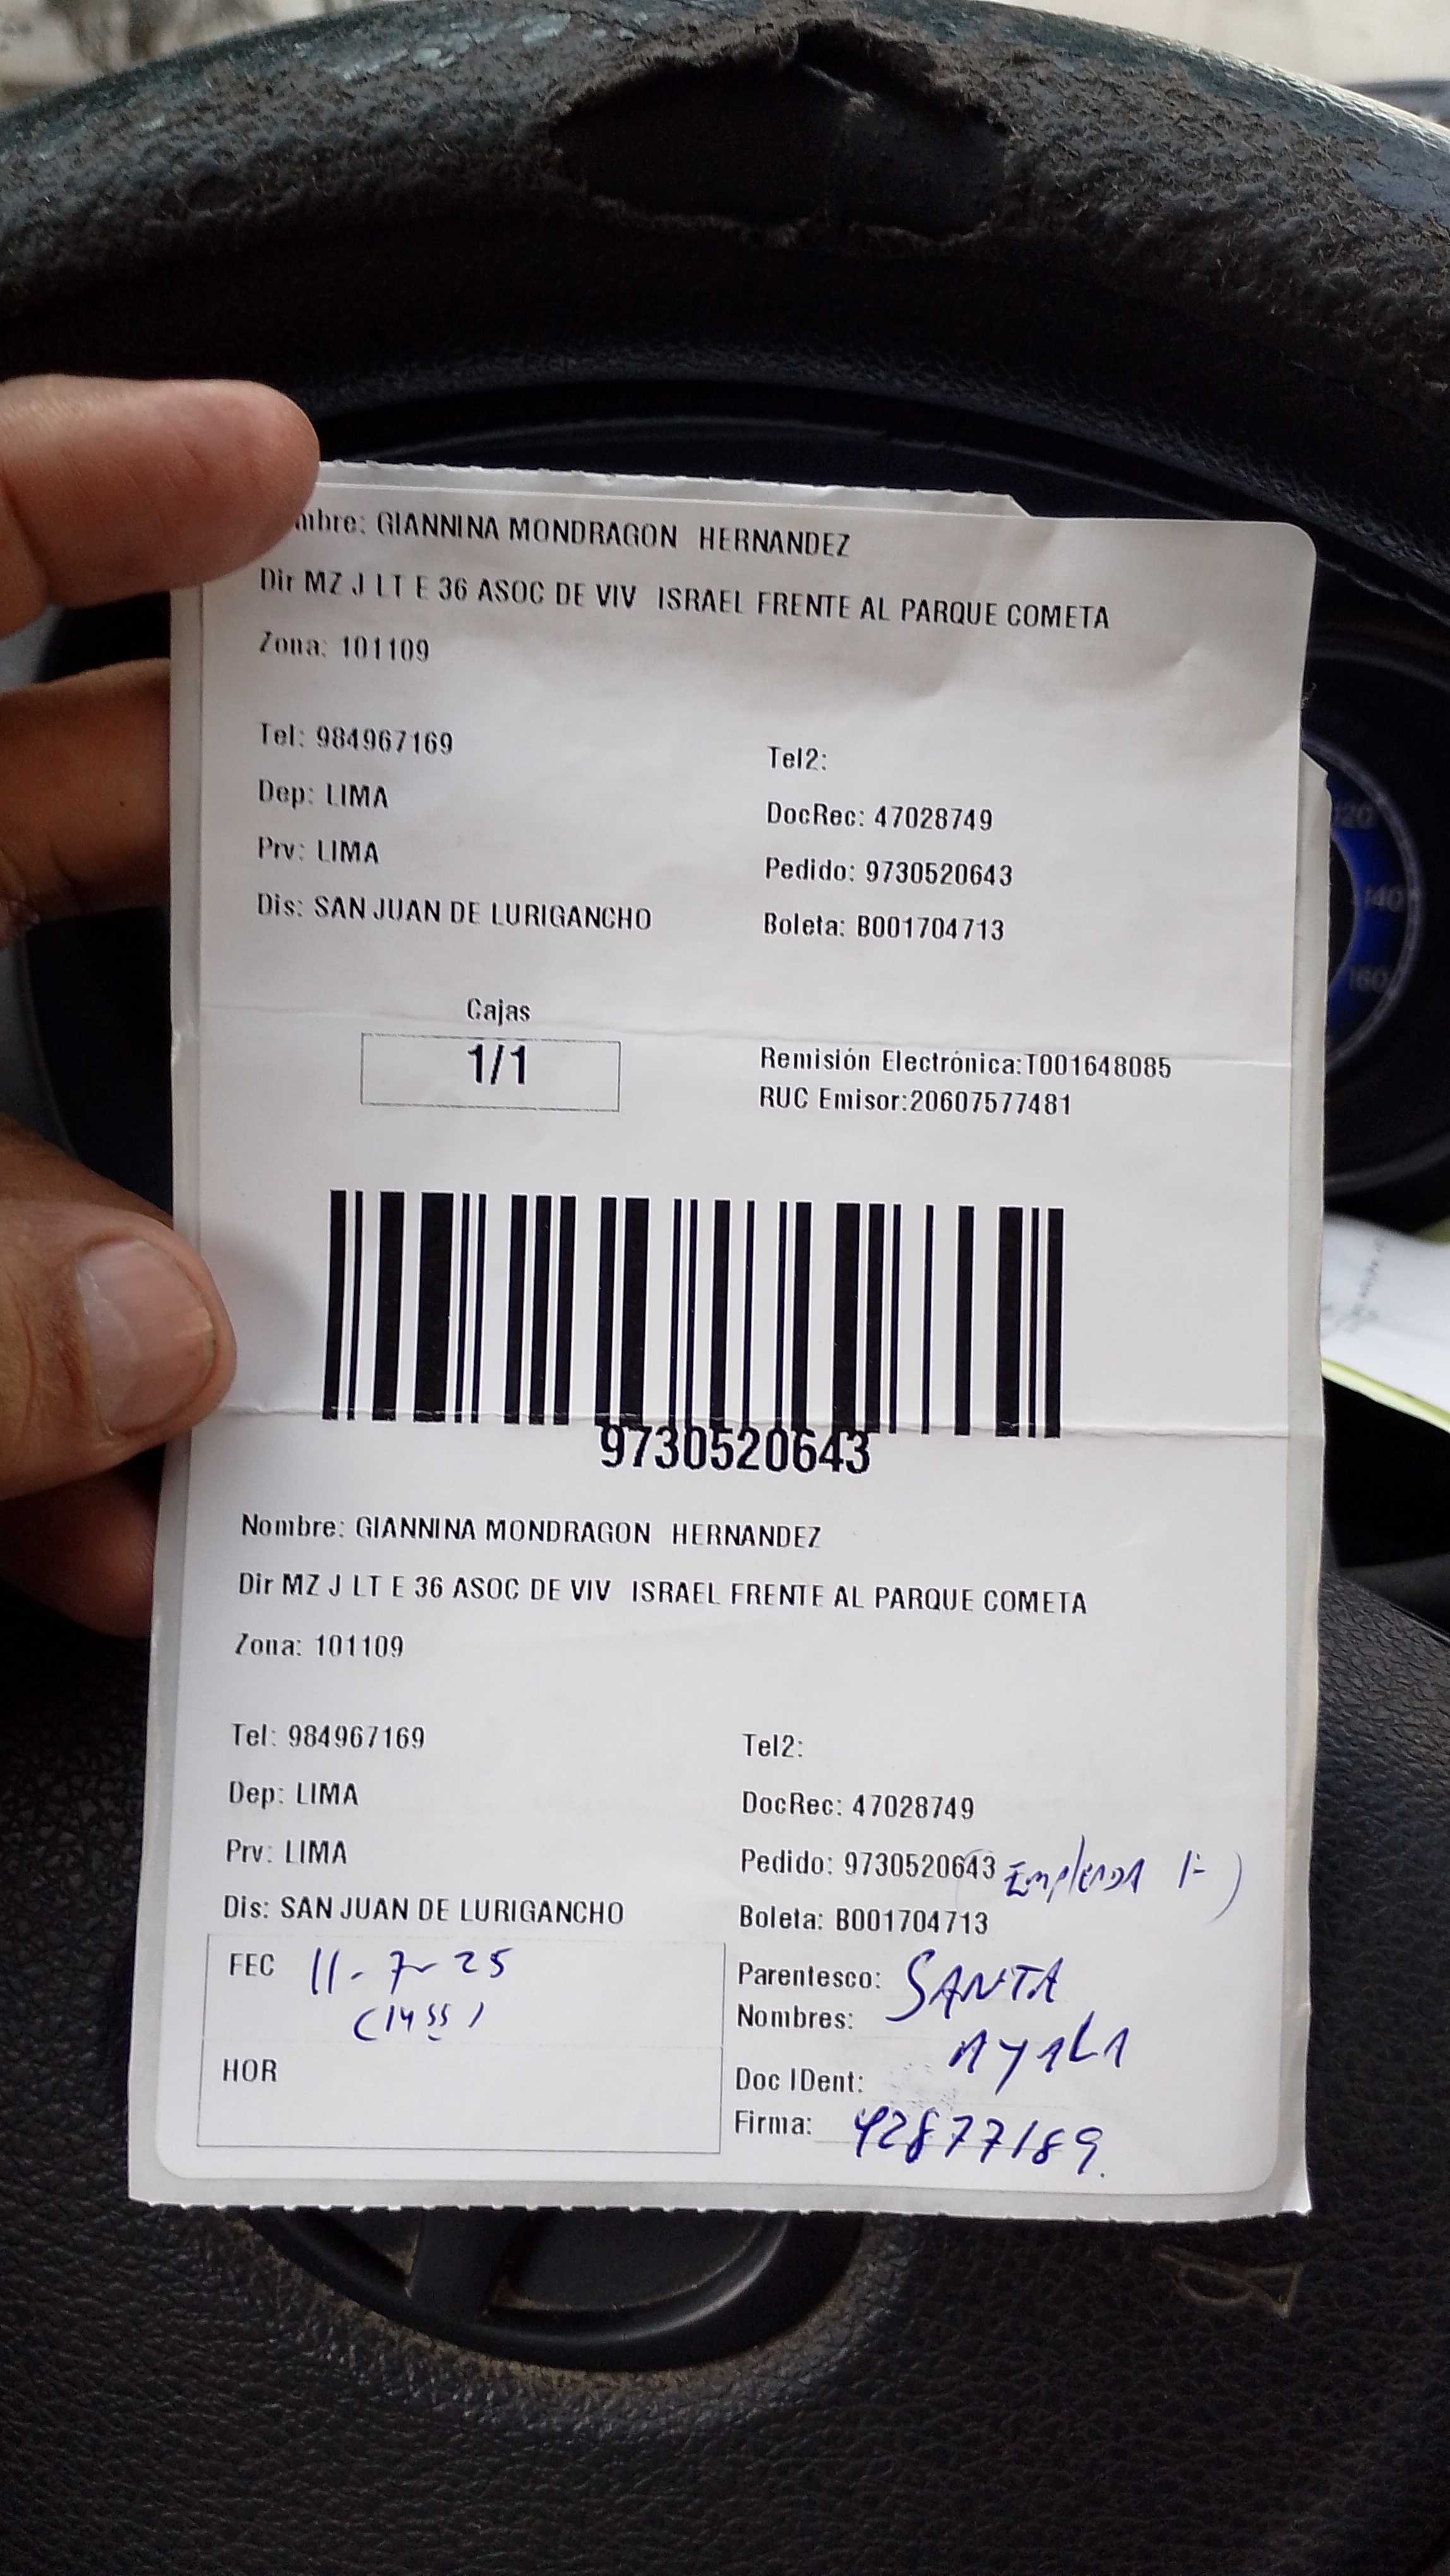 mbre: GIANNINA MONDRAGON HERNANDEZ
Dir MZ J LT E 36 ASOC DE VIV ISRAEL FRENTE AL PARQUE COMETA
Zona: 101109
Tel: 984967169
Tel2:
Dep: LIMA
DocRec: 47028749
Prv: LIMA
Pedido: 9730520643
Dis: SAN JUAN DE LURIGANCHO
Boleta: B001704713
Cajas
1/1
Remisión Electrónica:T001648085
RUC Emisor:20607577481
9730520643
Nombre: GIANNINA MONDRAGON HERNANDEZ
Dir MZ J LT E 36 ASOC DE VIV ISRAEL FRENTE AL PARQUE COMETA
Zona: 101109
Tel: 984967169
Tel2:
Dep: LIMA
DocRec: 47028749
Prv: LIMA
Pedido: 9730520643
Dis: SAN JUAN DE LURIGANCHO
Boleta: B001704713
FEC 11-7-25
(1455)
Parentesco: SANTA
Nombres: AYALA
HOR
Doc IDent:
Firma: 42877189.
120
140
160